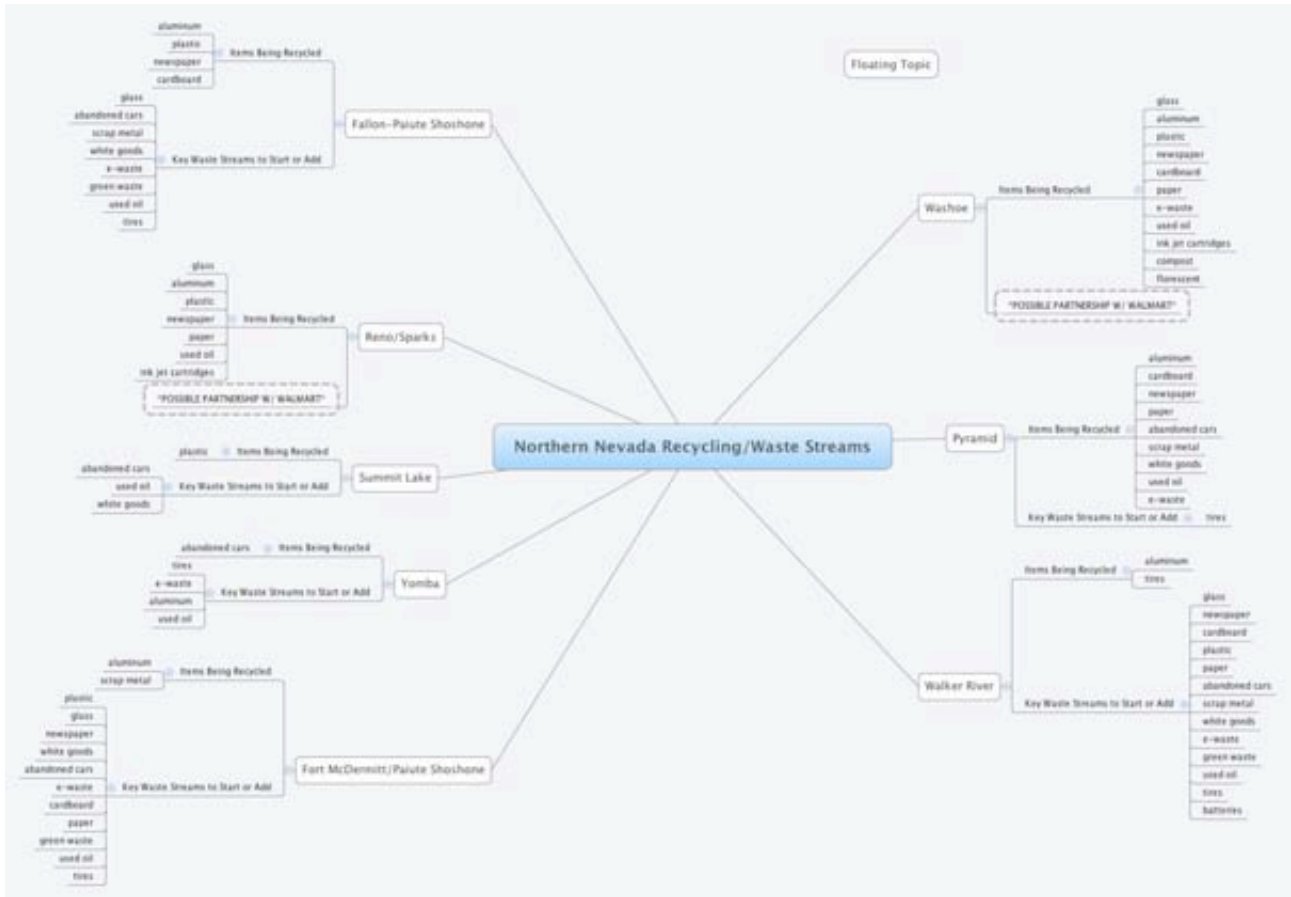 Northern Nevada Recycling/Waste Streams
Floating Topic
Fallon-Paiute Shoshone
Items Being Recycled
aluminum
plastic
newspaper
cardboard
Key Waste Streams to Start or Add
glass
abandoned cars
scrap metal
white goods
e-waste
green waste
used oil
tires
Reno/Sparks
Items Being Recycled
glass
aluminum
plastic
newspaper
paper
used oil
ink jet cartridges
"POSSIBLE PARTNERSHIP W/ WALMART"
Summit Lake
Items Being Recycled
plastic
Key Waste Streams to Start or Add
abandoned cars
used oil
white goods
Yomba
Items Being Recycled
abandoned cars
Key Waste Streams to Start or Add
tires
e-waste
aluminum
used oil
Fort McDermitt/Paiute Shoshone
Items Being Recycled
aluminum
scrap metal
Key Waste Streams to Start or Add
plastic
glass
newspaper
white goods
abandoned cars
e-waste
cardboard
paper
green waste
used oil
tires
Washoe
Items Being Recycled
glass
aluminum
plastic
newspaper
cardboard
paper
e-waste
used oil
ink jet cartridges
compost
florescent
"POSSIBLE PARTNERSHIP W/ WALMART"
Pyramid
Items Being Recycled
aluminum
cardboard
newspaper
paper
abandoned cars
scrap metal
white goods
used oil
e-waste
Key Waste Streams to Start or Add
tires
Walker River
Items Being Recycled
aluminum
tires
Key Waste Streams to Start or Add
glass
newspaper
cardboard
plastic
paper
abandoned cars
scrap metal
white goods
e-waste
green waste
used oil
tires
batteries